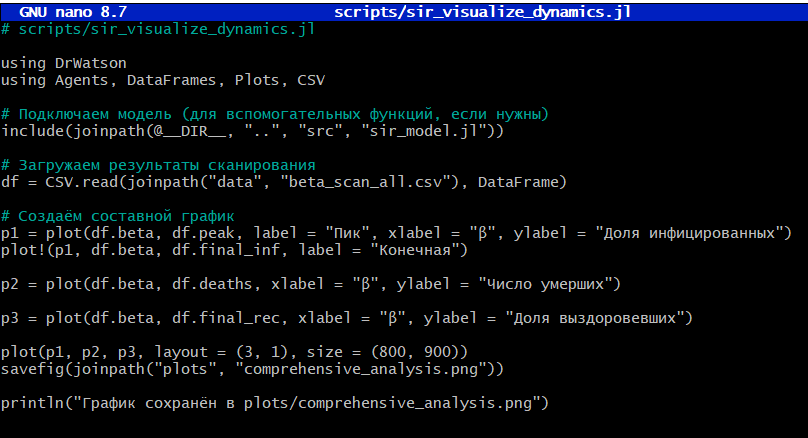 GNU nano 8.7 scripts/sir_visualize_dynamics.jl
# scripts/sir_visualize_dynamics.jl
using DrWatson
using Agents, DataFrames, Plots, CSV
# Подключаем модель (для вспомогательных функций, если нужны)
include(joinpath(@__DIR__, "..", "src", "sir_model.jl"))
# Загружаем результаты сканирования
df = CSV.read(joinpath("data", "beta_scan_all.csv"), DataFrame)
# Создаём составной график
p1 = plot(df.beta, df.peak, label = "Пик", xlabel = "β", ylabel = "Доля инфицированных")
plot!(p1, df.beta, df.final_inf, label = "Конечная")
p2 = plot(df.beta, df.deaths, xlabel = "β", ylabel = "Число умерших")
p3 = plot(df.beta, df.final_rec, xlabel = "β", ylabel = "Доля выздоровевших")
plot(p1, p2, p3, layout = (3, 1), size = (800, 900))
savefig(joinpath("plots", "comprehensive_analysis.png"))
println("График сохранён в plots/comprehensive_analysis.png")